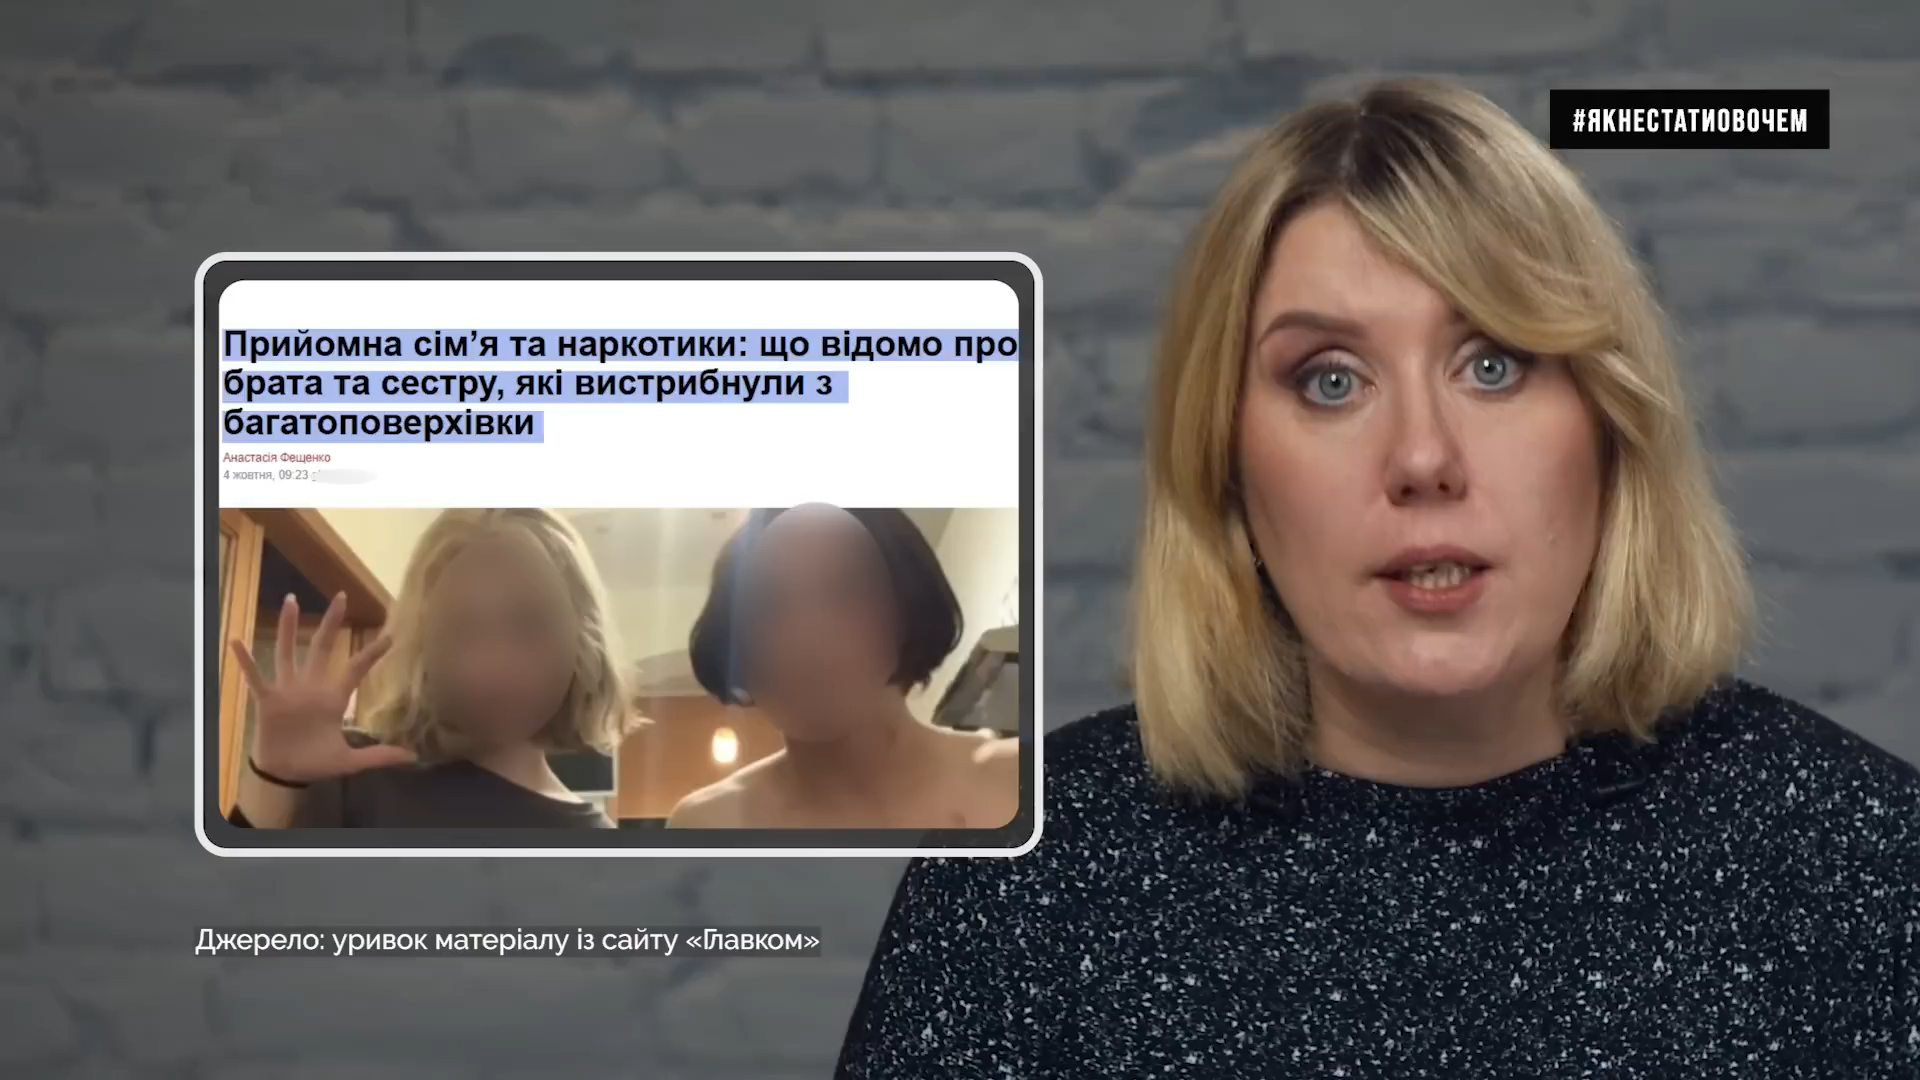 #ЯКНЕСТАТИОВОЧЕМ
Прийомна сім’я та наркотики: що відомо про
брата та сестру, які вистрибнули з
багатоповерхівки
Анастасія Фещенко
4 жовтня, 09:23
Джерело: уривок матеріалу із сайту «Главком»